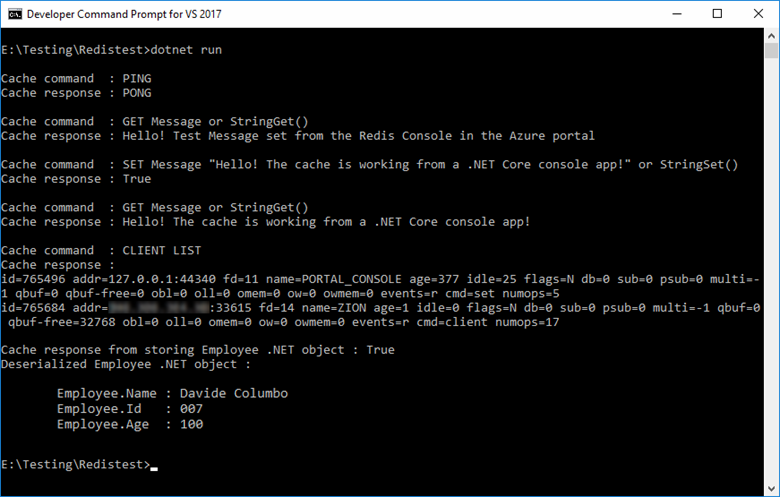 Developer Command Prompt for VS 2017
E:\Testing\Redistest>dotnet run
Cache command  : PING
Cache response : PONG
Cache command  : GET Message or StringGet()
Cache response : Hello! Test Message set from the Redis Console in the Azure portal
Cache command  : SET Message "Hello! The cache is working from a .NET Core console app!" or StringSet()
Cache response : True
Cache command  : GET Message or StringGet()
Cache response : Hello! The cache is working from a .NET Core console app!
Cache command  : CLIENT LIST
Cache response :
id=765496 addr=127.0.0.1:44340 fd=11 name=PORTAL_CONSOLE age=377 idle=25 flags=N db=0 sub=0 psub=0 multi=-
1 qbuf=0 qbuf-free=0 obl=0 oll=0 omem=0 ow=0 owmem=0 events=r cmd=set numops=5
id=765684 addr=:33615 fd=14 name=ZION age=1 idle=0 flags=N db=0 sub=0 psub=0 multi=-1 qbuf=0
qbuf-free=32768 obl=0 oll=0 omem=0 ow=0 owmem=0 events=r cmd=client numops=17
Cache response from storing Employee .NET object : True
Deserialized Employee .NET object :
Employee.Name : Davide Columbo
Employee.Id   : 007
Employee.Age  : 100
E:\Testing\Redistest>